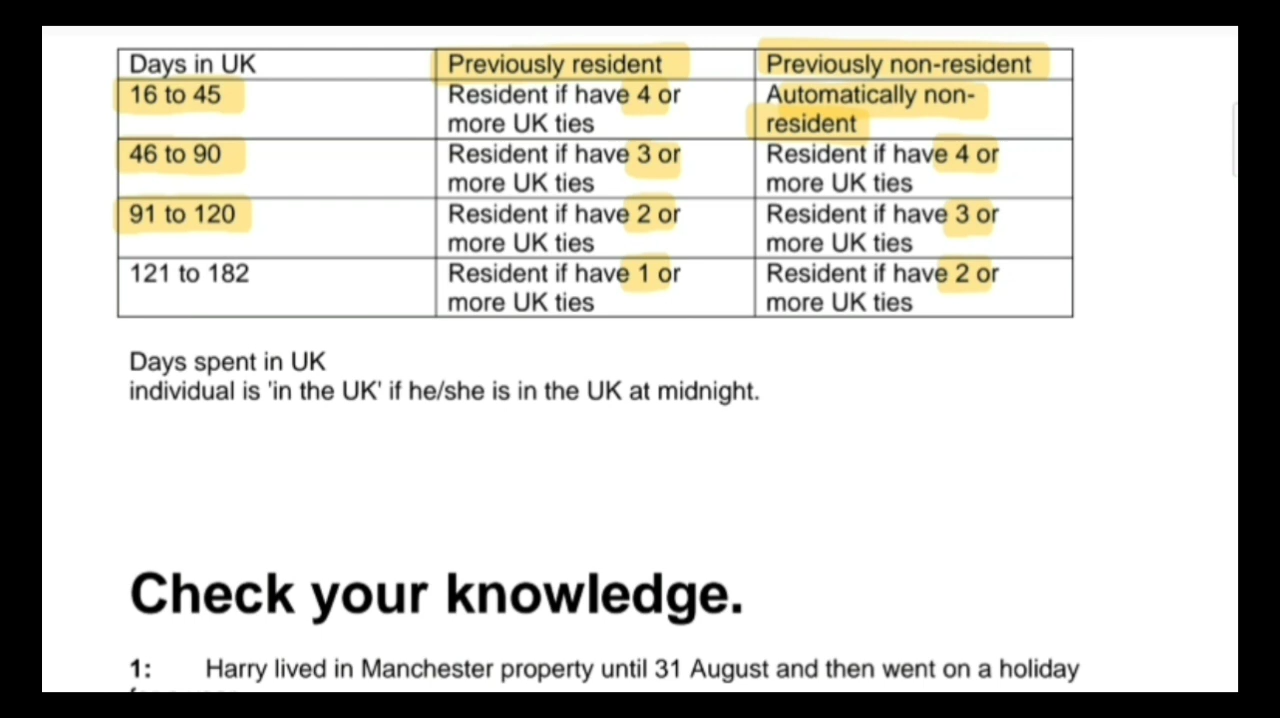 Days in UK Previously resident Previously non-resident
16 to 45 Resident if have 4 or more UK ties Automatically non-resident
46 to 90 Resident if have 3 or more UK ties Resident if have 4 or more UK ties
91 to 120 Resident if have 2 or more UK ties Resident if have 3 or more UK ties
121 to 182 Resident if have 1 or more UK ties Resident if have 2 or more UK ties
Days spent in UK
individual is 'in the UK' if he/she is in the UK at midnight.
Check your knowledge.
1: Harry lived in Manchester property until 31 August and then went on a holiday